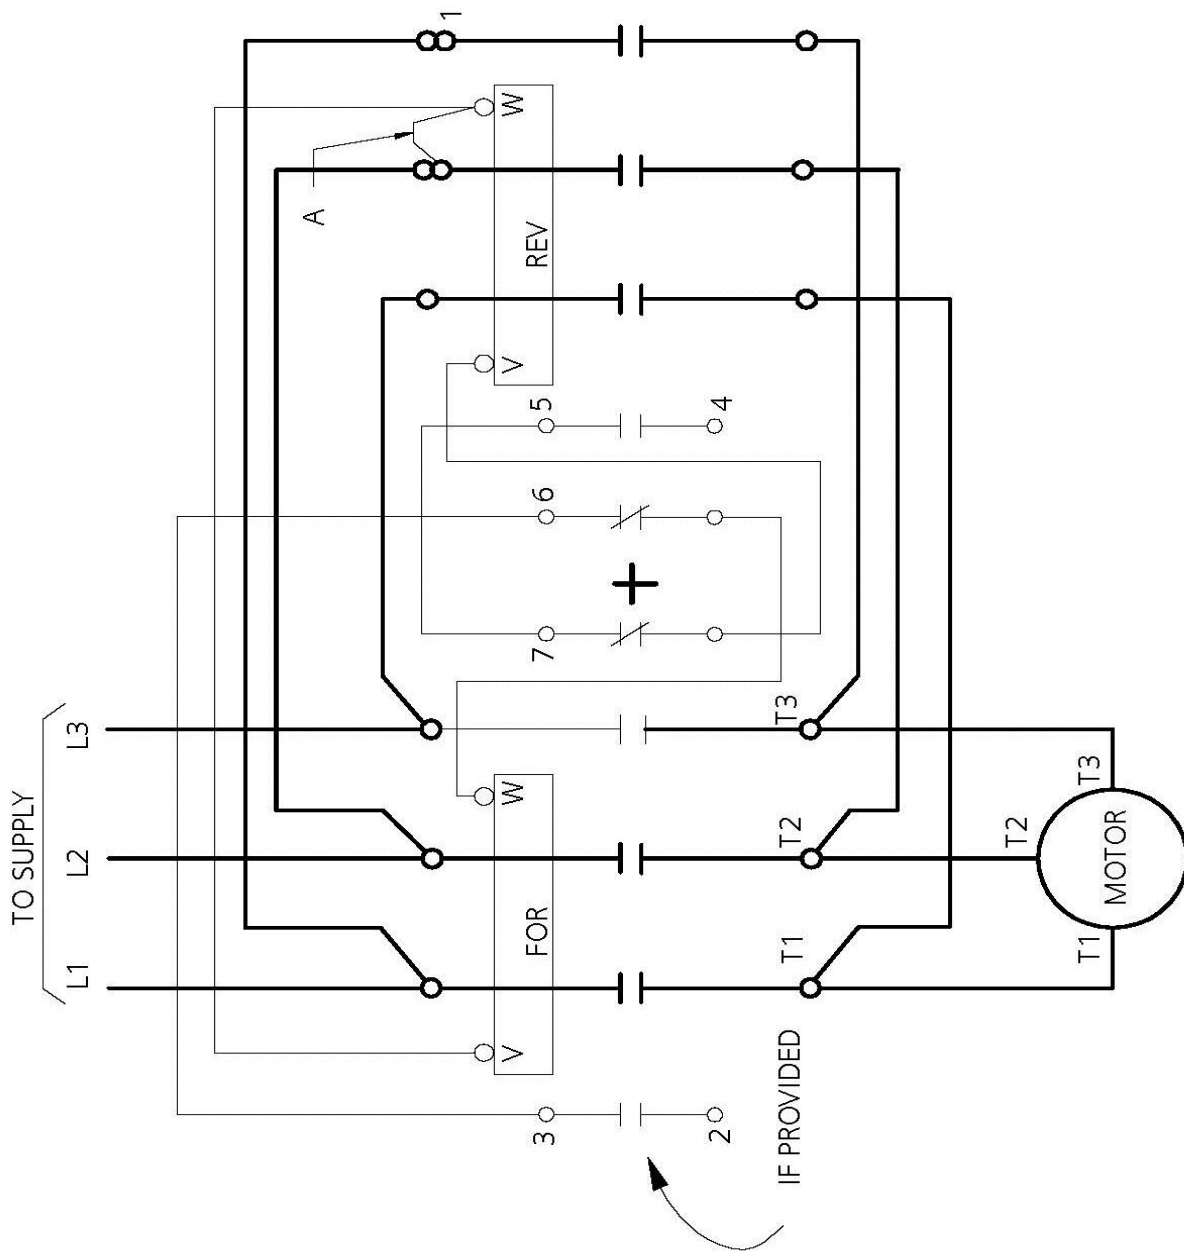 TO SUPPLY
L1 L2 L3
A
1
V FOR W
V REV W
3
7
6
5
2
4
T1 T2 T3
IF PROVIDED
T1 T2 T3
MOTOR